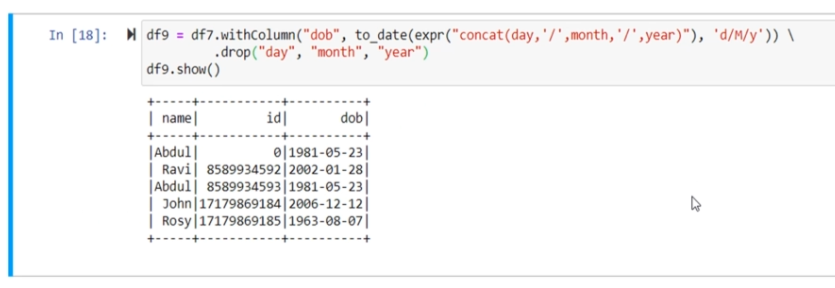 In [18]: df9 = df7.withColumn("dob", to_date(expr("concat(day,'/',month,'/',year)"), 'd/M/y')) \
.drop("day", "month", "year")
df9.show()
+-----+-----------+----------+
| name|         id|       dob|
+-----+-----------+----------+
|Abdul|          0|1981-05-23|
| Ravi| 8589934592|2002-01-28|
|Abdul| 8589934593|1981-05-23|
| John|17179869184|2006-12-12|
| Rosy|17179869185|1963-08-07|
+-----+-----------+----------+